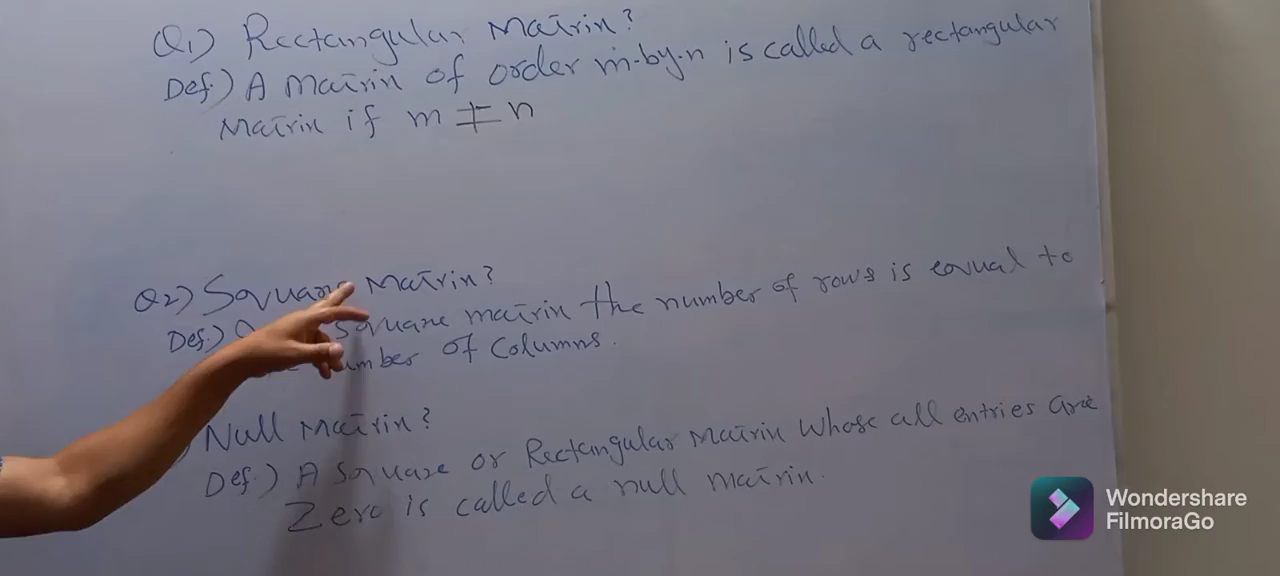 Q1) Rectangular Matrix?
Def:) A Matrix of order m-by-n is called a rectangular
Matrix if m ≠ n
Q2) Square Matrix?
Def:) square matrix the number of rows is equal to
number of Columns.
Null Matrix?
Def:) A Square or Rectangular Matrix Whose all entries are
Zero is called a null matrix.
Wondershare
FilmoraGo